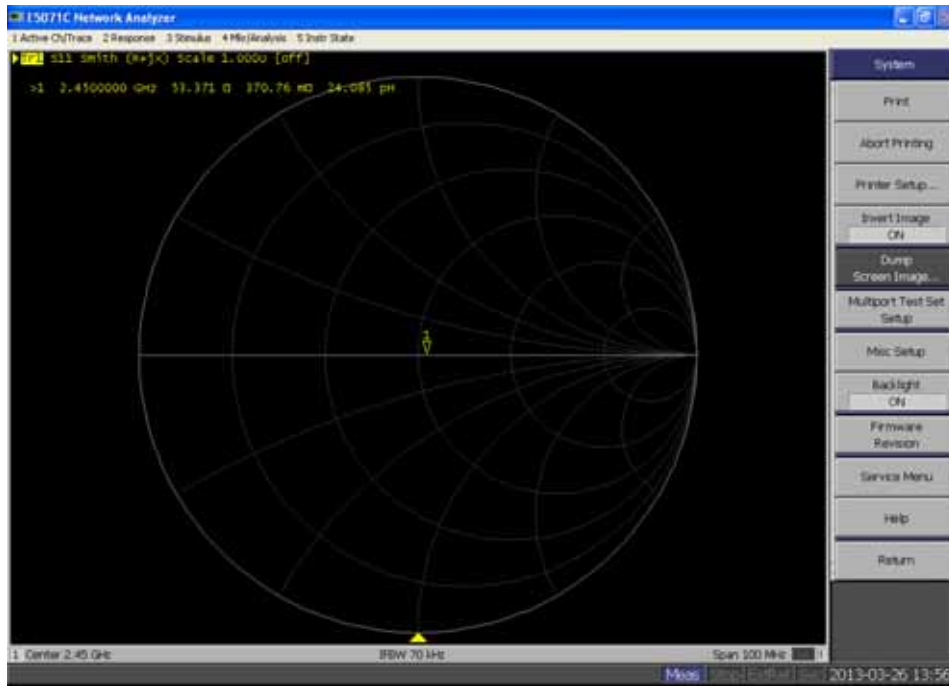 E5071C Network Analyzer
1 Active Ch/Trace 2 Response 3 Stimulus 4 Mkr/Analysis 5 Instr State
Tr1 S11 Smith (R+jX) Scale 1.000U [Off]
>1 2.4500000 GHz 53.371 Ω 370.76 mΩ 24.085 pH
1
System
Print
Abort Printing
Printer Setup...
Invert Image
ON
Dump
Screen Image...
Multiport Test Set
Setup
Misc Setup
Backlight
ON
Firmware
Revision
Service Menu
Help
Return
1 Center 2.45 GHz IFBW 70 kHz Span 100 MHz
Meas 2013-03-26 13:56